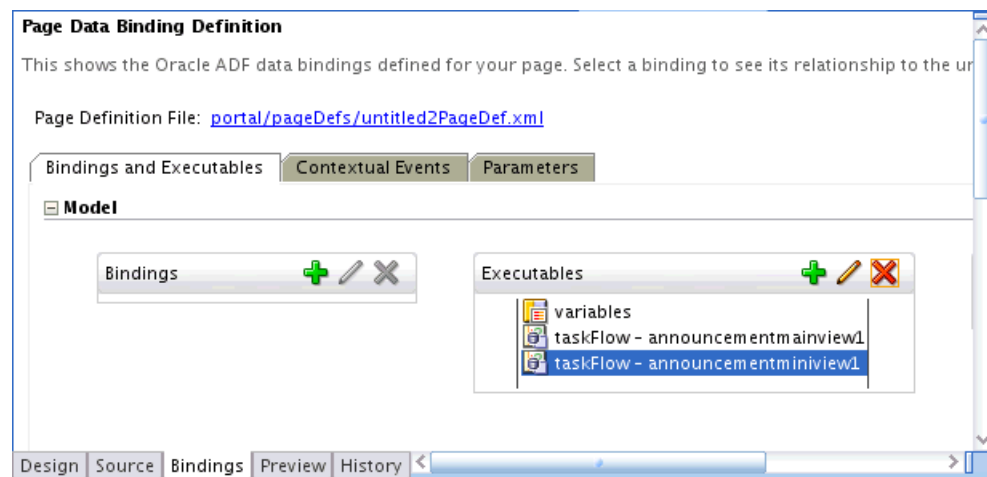 Page Data Binding Definition
This shows the Oracle ADF data bindings defined for your page. Select a binding to see its relationship to the
Page Definition File: portal/pageDefs/untitled2PageDef.xml
Bindings and Executables Contextual Events Parameters
Model
Bindings Executables
variables
taskFlow - announcementmainview1
taskFlow - announcementminiview1
Design Source Bindings Preview History